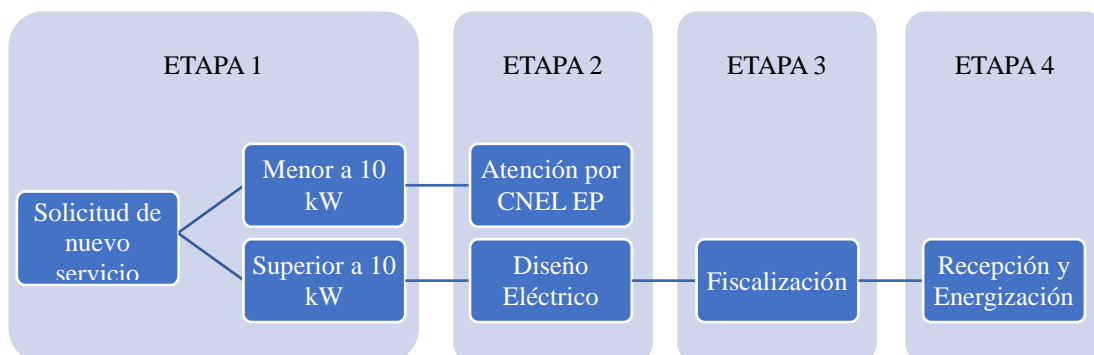 ETAPA 1
ETAPA 2
ETAPA 3
ETAPA 4
Solicitud de
nuevo
servicio
Menor a 10
kW
Superior a 10
kW
Atención por
CNEL EP
Diseño
Eléctrico
Fiscalización
Recepción y
Energización